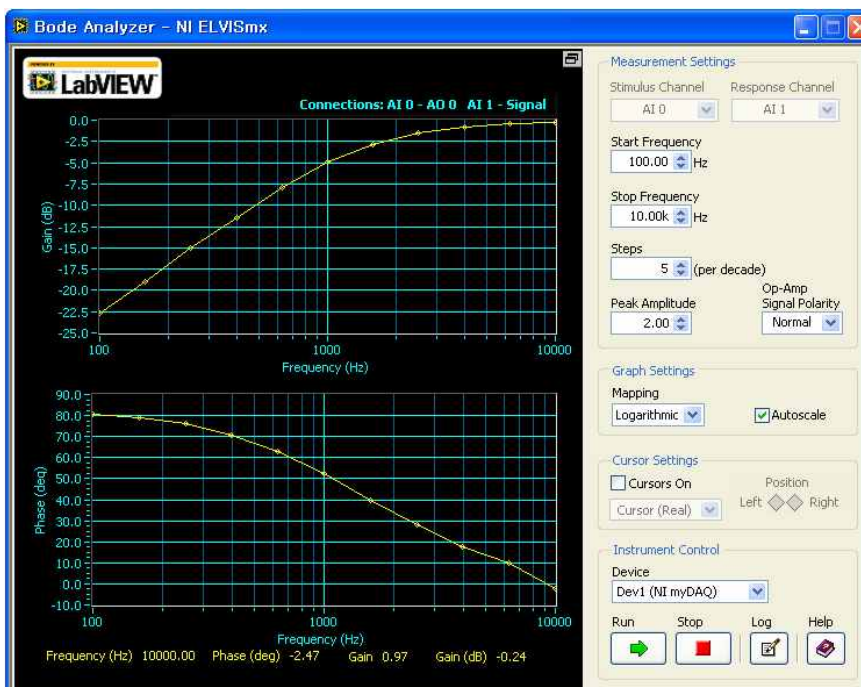 Bode Analyzer - NI ELVISmx
LabVIEW
Connections: AI 0 - AO 0 AI 1 - Signal
Gain (dB)
0.0
-2.5
-5.0
-7.5
-10.0
-12.5
-15.0
-17.5
-20.0
-22.5
-25.0
100
1000
10000
Frequency (Hz)
Phase (deg)
90.0
80.0
70.0
60.0
50.0
40.0
30.0
20.0
10.0
0.0
-10.0
100
1000
10000
Frequency (Hz)
Frequency (Hz) 10000.00 Phase (deg) -2.47 Gain 0.97 Gain (dB) -0.24
Measurement Settings
Stimulus Channel Response Channel
AI 0 AI 1
Start Frequency
100.00 Hz
Stop Frequency
10.00k Hz
Steps
5 (per decade)
Peak Amplitude
2.00
Op-Amp
Signal Polarity
Normal
Graph Settings
Mapping
Logarithmic Autoscale
Cursor Settings
Cursors On Position
Cursor (Real) Left Right
Instrument Control
Device
Dev1 (NI myDAQ)
Run Stop Log Help